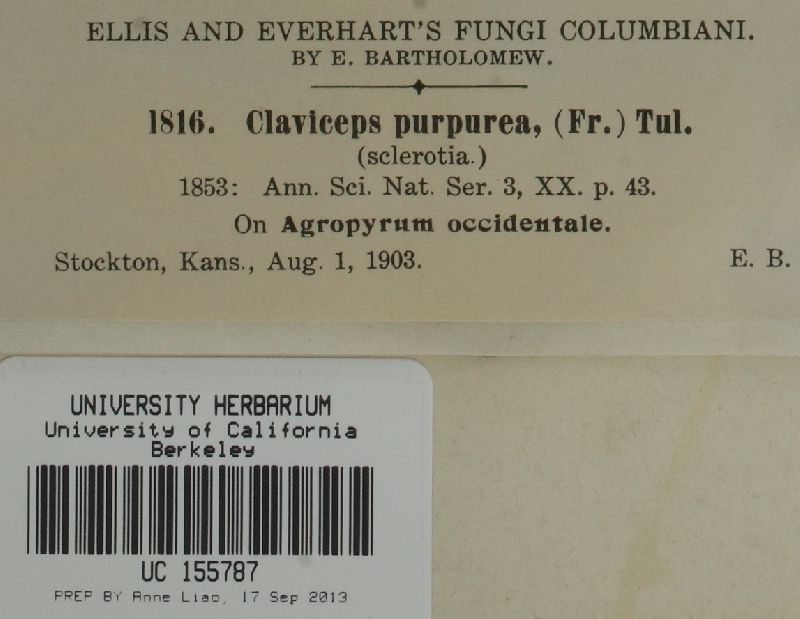 ELLIS AND EVERHART'S FUNGI COLUMBIANI.
BY E. BARTHOLOMEW.
1816. Claviceps purpurea, (Fr.) Tul.
(sclerotia.)
1853: Ann. Sci. Nat. Ser. 3, XX. p. 43.
On Agropyrum occidentale.
Stockton, Kans., Aug. 1, 1903. E. B.
UNIVERSITY HERBARIUM
University of California
Berkeley
UC 155787
PREP BY Anne Liao, 17 Sep 2013